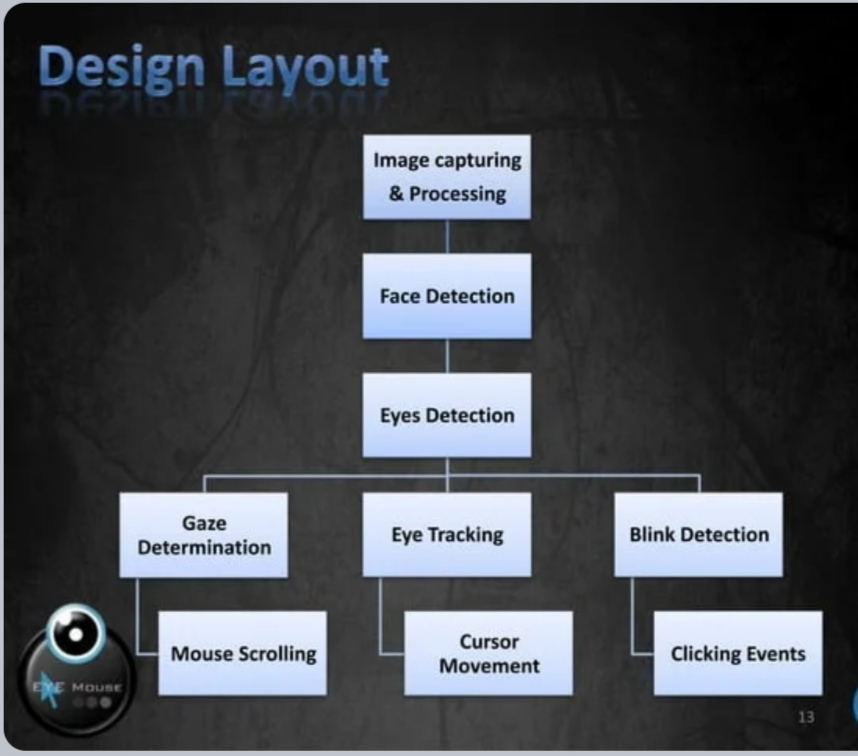 Design Layout
Image capturing
& Processing
Face Detection
Eyes Detection
Gaze
Determination
Eye Tracking
Blink Detection
Mouse Scrolling
Cursor
Movement
Clicking Events
EYE MOUSE
13